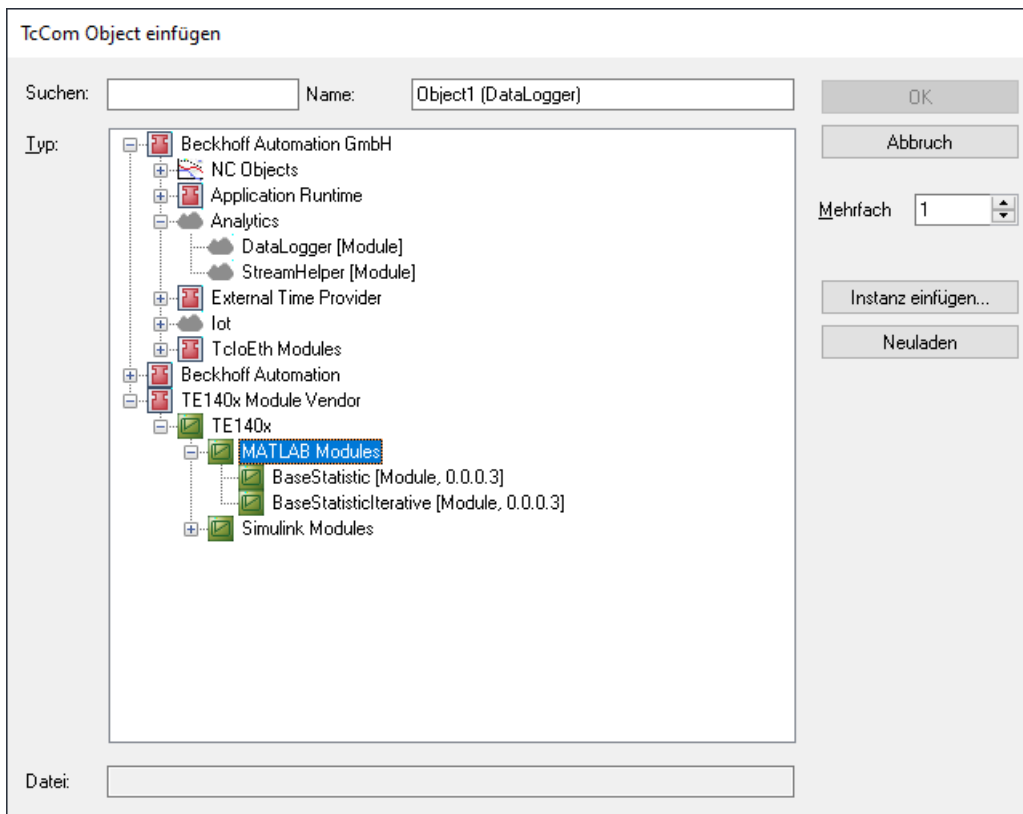 TcCom Object einfügen
Suchen:
Name:
Object1 (DataLogger)
OK
Typ:
Beckhoff Automation GmbH
Abbruch
NC Objects
Application Runtime
Mehrfach
1
Analytics
DataLogger [Module]
StreamHelper [Module]
External Time Provider
Instanz einfügen...
Iot
TcIoEth Modules
Neuladen
Beckhoff Automation
TE140x Module Vendor
TE140x
MATLAB Modules
BaseStatistic [Module, 0.0.0.3]
BaseStatisticIterative [Module, 0.0.0.3]
Simulink Modules
Datei: